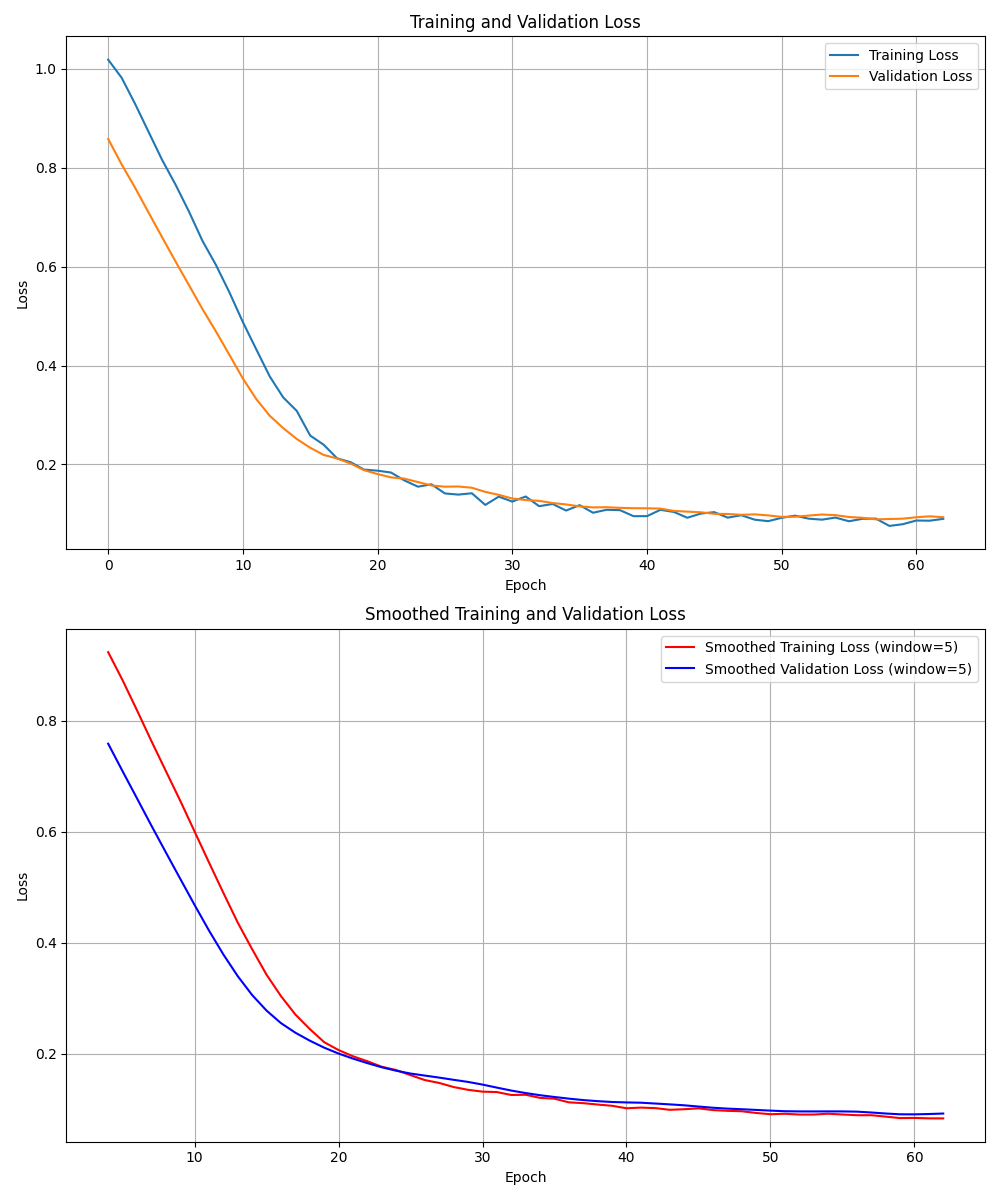 Training and Validation Loss
Training Loss
Validation Loss
1.0
0.8
0.6
0.4
0.2
Loss
0 10 20 30 40 50 60
Epoch
Smoothed Training and Validation Loss
Smoothed Training Loss (window=5)
Smoothed Validation Loss (window=5)
0.8
0.6
0.4
0.2
Loss
10 20 30 40 50 60
Epoch